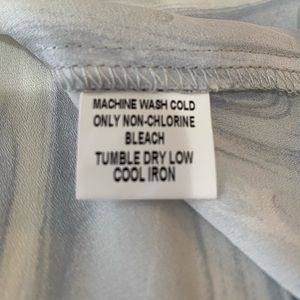 MACHINE WASH COLD
ONLY NON-CHLORINE
BLEACH
TUMBLE DRY LOW
COOL IRON